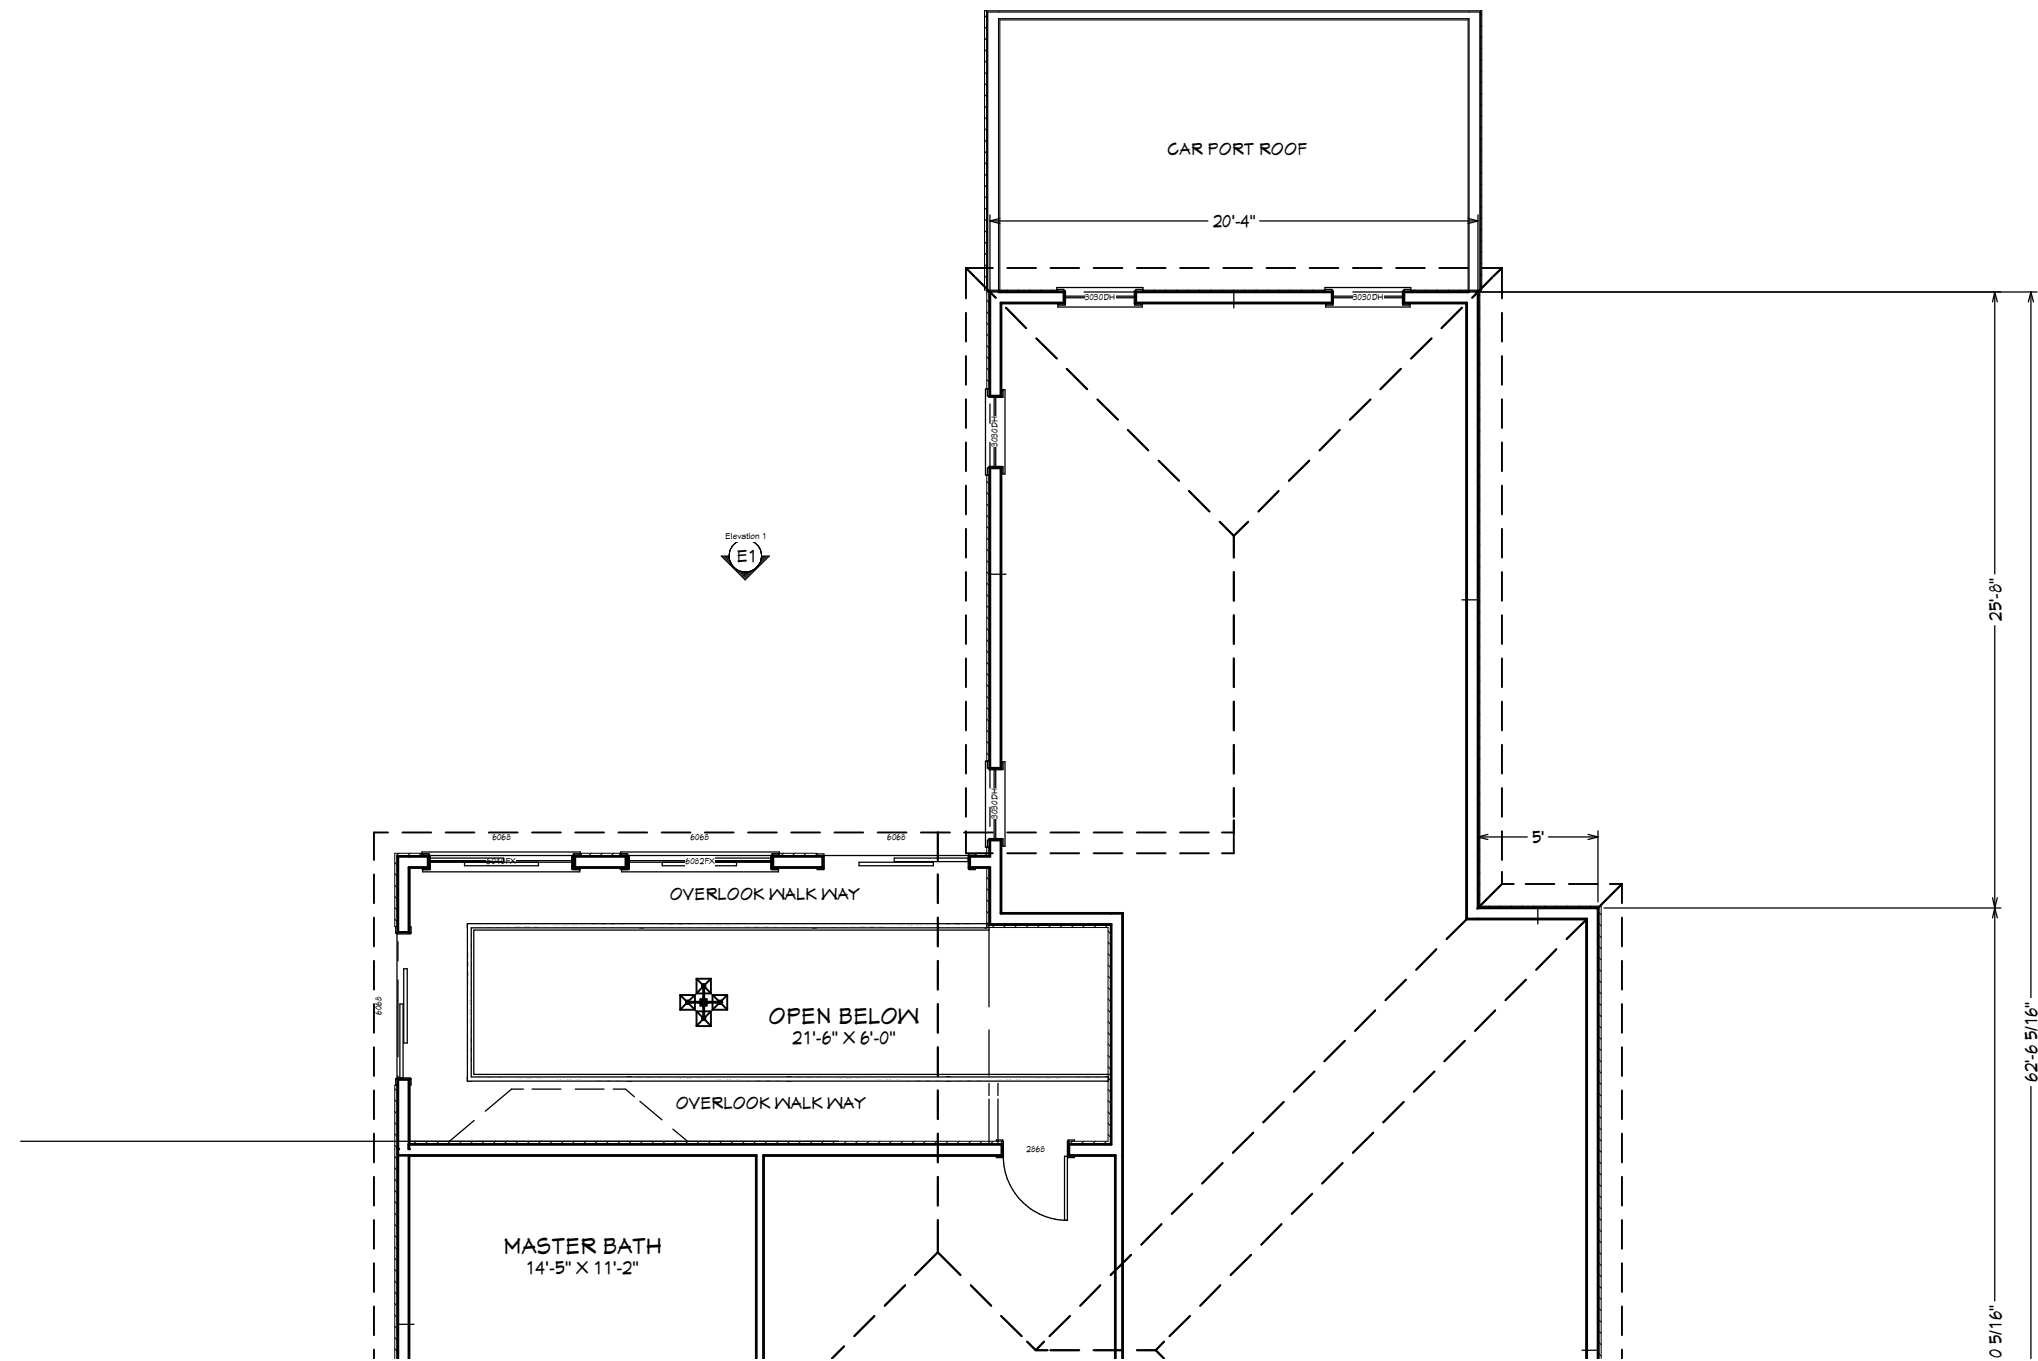 CAR PORT ROOF
20'-4"
3030DH
3030DH
3030DH
Elevation 1
E1
25'-8"
3030DH
5'
6068
6068
6068
6082FX
OVERLOOK WALK WAY
6068
OPEN BELOW
21'-6" X 6'-0"
62'-6 5/16"
OVERLOOK WALK WAY
2868
MASTER BATH
14'-5" X 11'-2"
0 5/16"